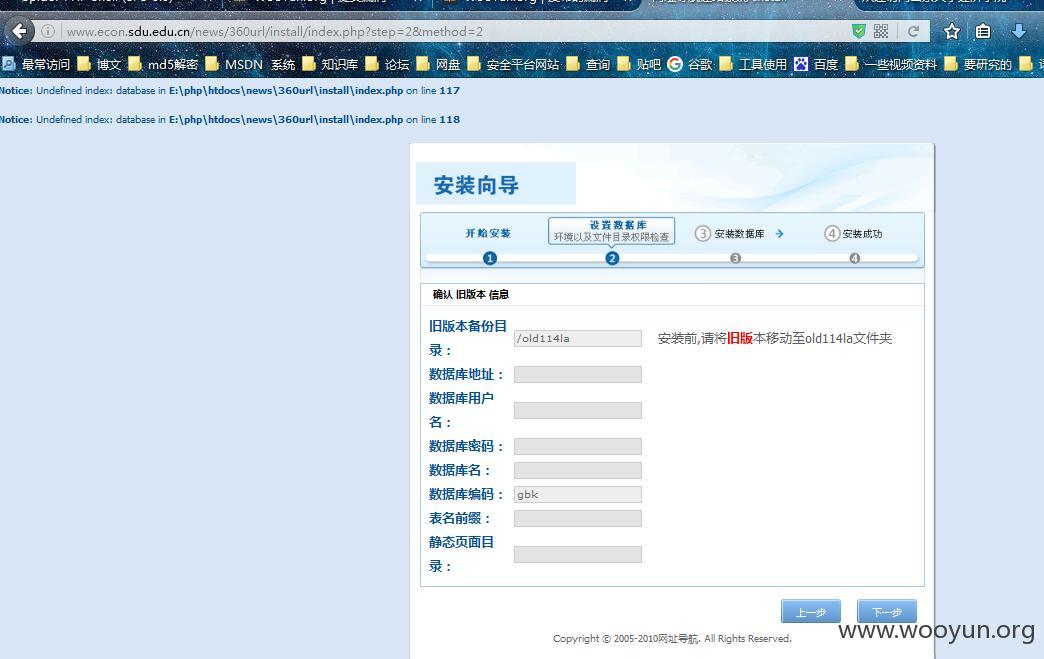 www.econ.sdu.edu.cn/news/360url/install/index.php?step=2&method=2
最常访问 博文 md5解密 MSDN 系统 知识库 论坛 网盘 安全平台网站 查询 贴吧 谷歌 工具使用 百度 一些视频资料 要研究的
Notice: Undefined index: database in E:\php\htdocs\news\360url\install\index.php on line 117
Notice: Undefined index: database in E:\php\htdocs\news\360url\install\index.php on line 118
安装向导
开始安装 设置数据库 ③ 安装数据库 ④ 安装成功
环境以及文件目录权限检查
1 2 3 4
确认 旧版本 信息
旧版本备份目
录： /old114la 安装前,请将旧版本移动至old114la文件夹
数据库地址：
数据库用户
名：
数据库密码：
数据库名：
数据库编码： gbk
表名前缀：
静态页面目
录：
上一步 下一步
Copyright © 2005-2010网址导航. All Rights Reserved.
www.wooyun.org